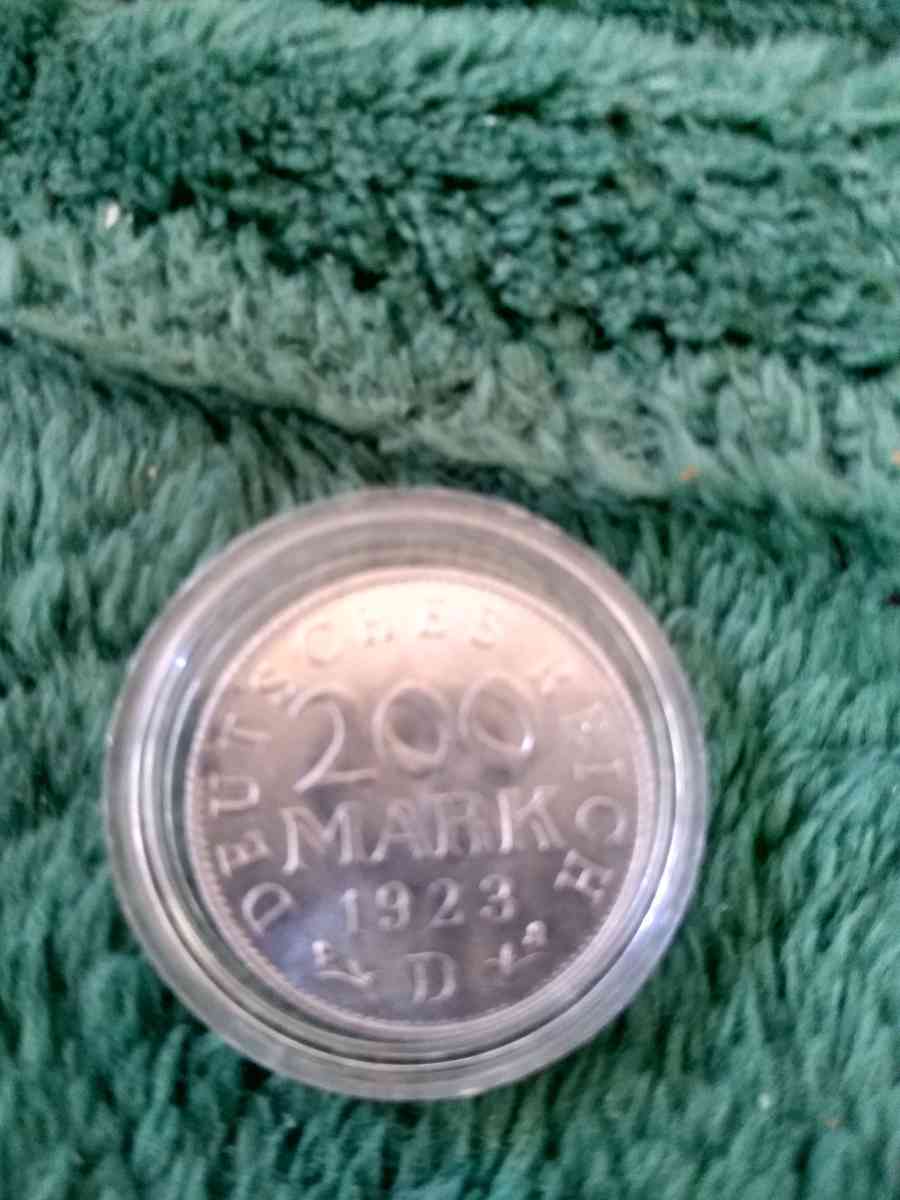 DEUTSCHES REICH
200
MARK
1923
D